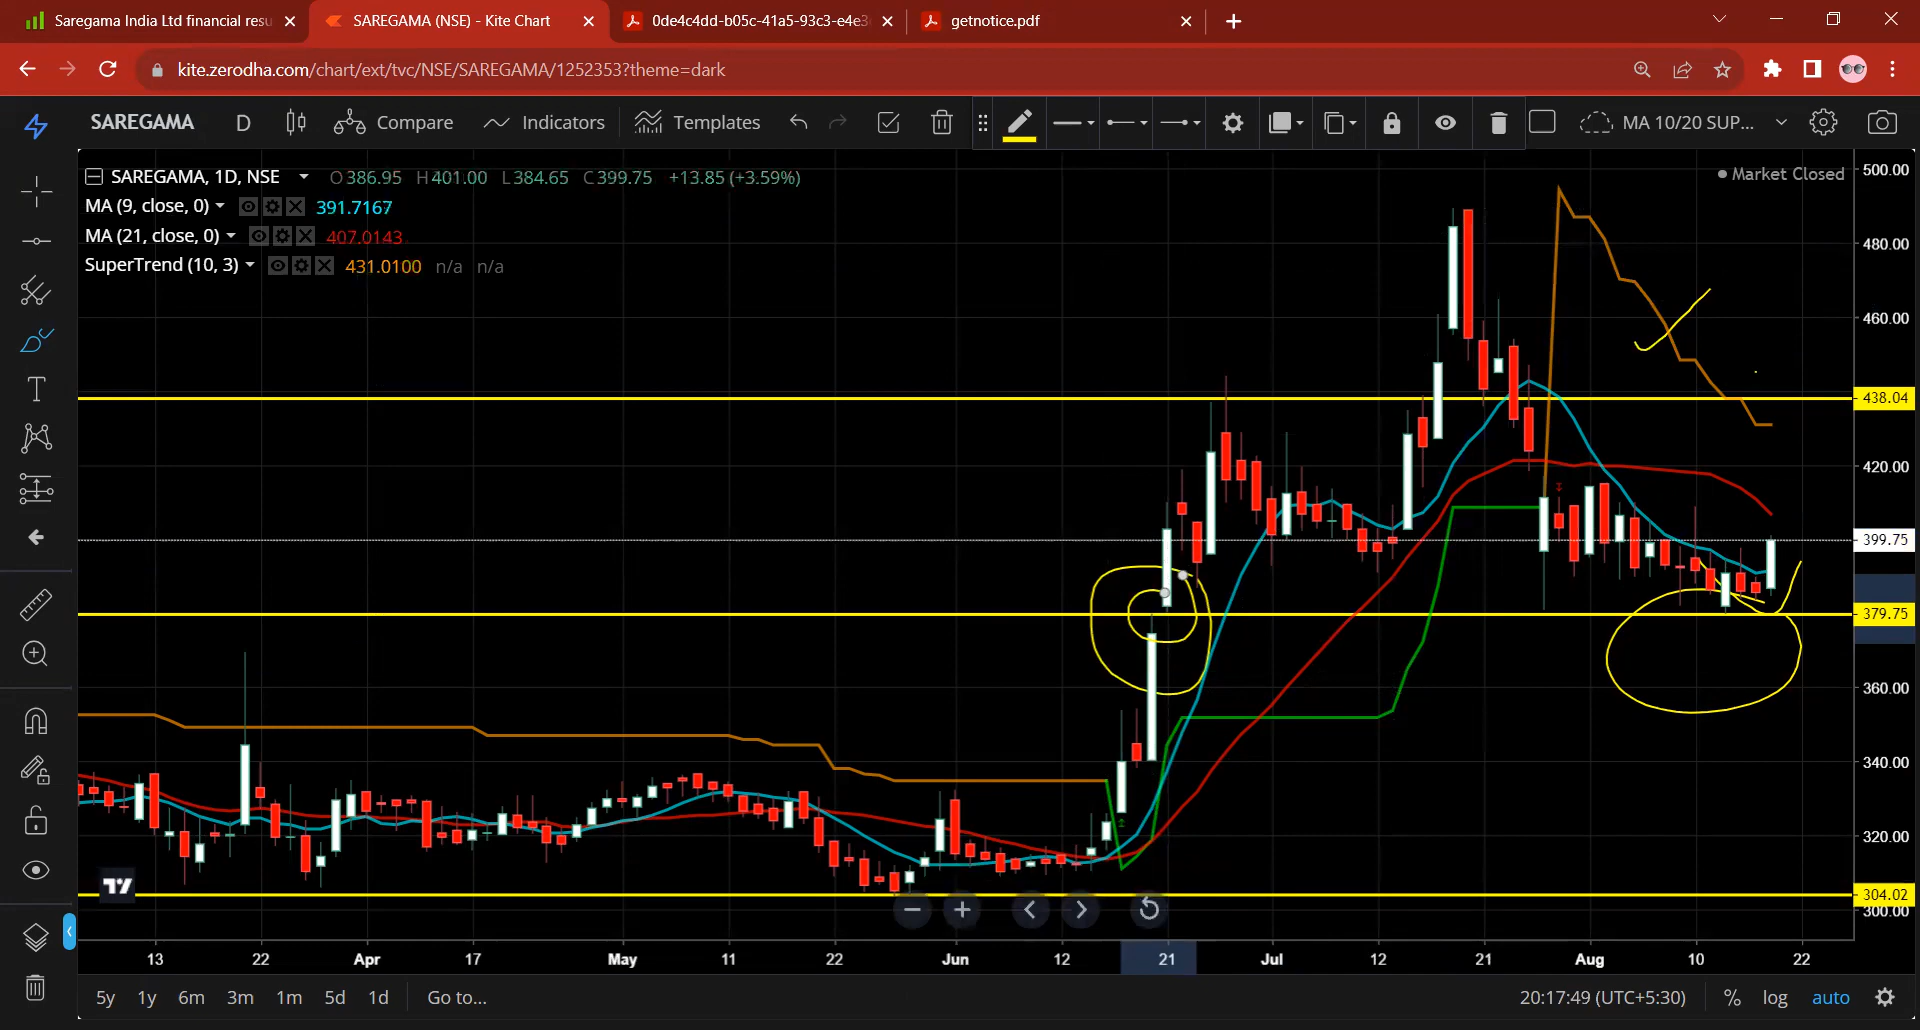 Saregama India Ltd financial resu
SAREGAMA (NSE) - Kite Chart
0de4c4dd-b05c-41a5-93c3-e4e3
getnotice.pdf
kite.zerodha.com/chart/ext/tvc/NSE/SAREGAMA/1252353?theme=dark
SAREGAMA D Compare Indicators Templates MA 10/20 SUP...
SAREGAMA, 1D, NSE O386.95 H401.00 L384.65 C399.75 +13.85 (+3.59%)
Market Closed
MA (9, close, 0) 391.7167
MA (21, close, 0) 407.0143
SuperTrend (10, 3) 431.0100 n/a n/a
500.00
480.00
460.00
438.04
420.00
399.75
379.75
360.00
340.00
320.00
304.02
300.00
13 22 Apr 17 May 11 22 Jun 12 21 Jul 12 21 Aug 10 22
5y 1y 6m 3m 1m 5d 1d Go to... 20:17:49 (UTC+5:30) % log auto